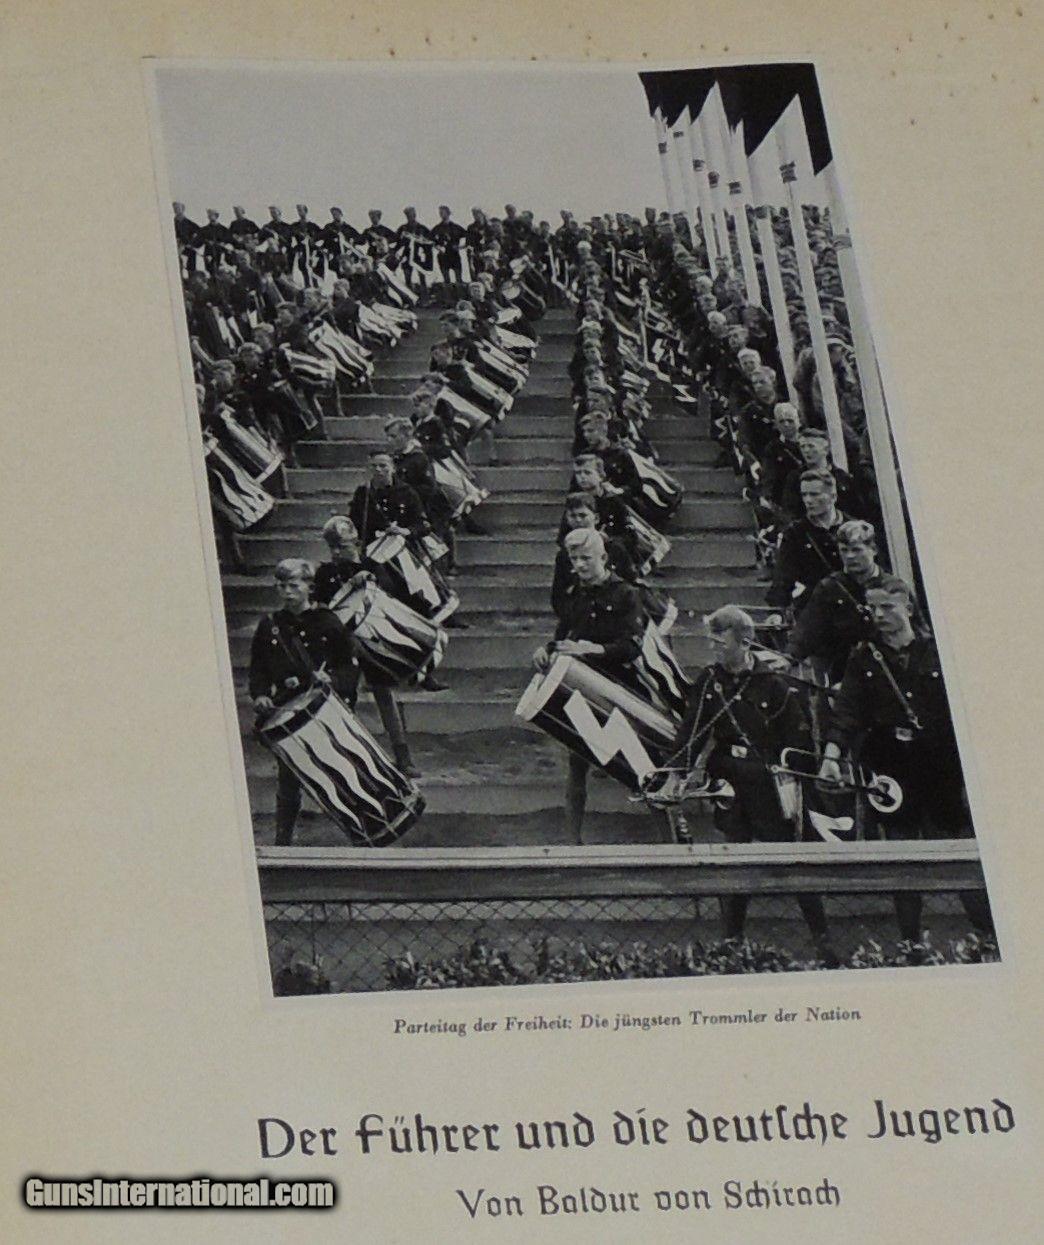 Parteitag der Freiheit: Die jüngsten Trommler der Nation
Der Führer und die deutſche Jugend
Von Baldur von Schirach
GunsInternational.com